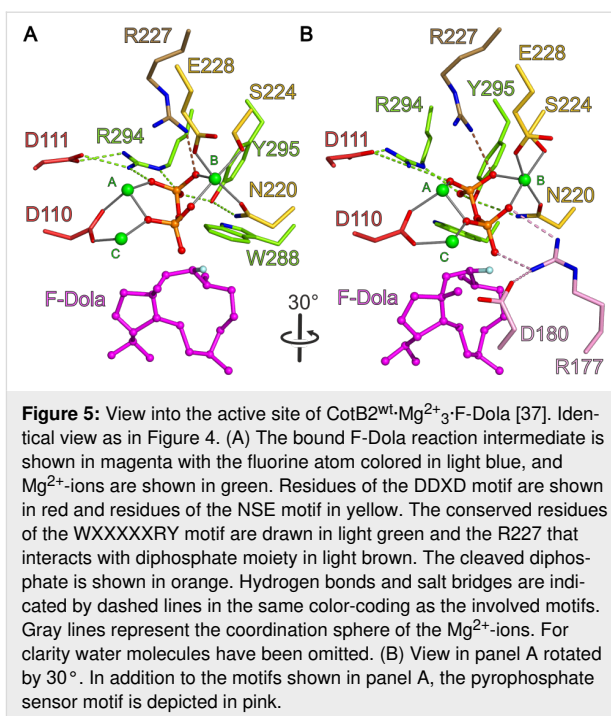 A
B
R227
E228
S224
R294
D111
B
Y295
A
N220
D110
C
W288
F-Dola
30°
R227
E228
Y295
S224
R294
D111
A
B
N220
D110
C
F-Dola
D180
R177
Figure 5: View into the active site of CotB2wt·Mg2+3·F-Dola [37]. Iden-
tical view as in Figure 4. (A) The bound F-Dola reaction intermediate is
shown in magenta with the fluorine atom colored in light blue, and
Mg2+-ions are shown in green. Residues of the DDXD motif are shown
in red and residues of the NSE motif in yellow. The conserved residues
of the WXXXXXRY motif are drawn in light green and the R227 that
interacts with diphosphate moiety in light brown. The cleaved diphos-
phate is shown in orange. Hydrogen bonds and salt bridges are indi-
cated by dashed lines in the same color-coding as the involved motifs.
Gray lines represent the coordination sphere of the Mg2+-ions. For
clarity water molecules have been omitted. (B) View in panel A rotated
by 30°. In addition to the motifs shown in panel A, the pyrophosphate
sensor motif is depicted in pink.